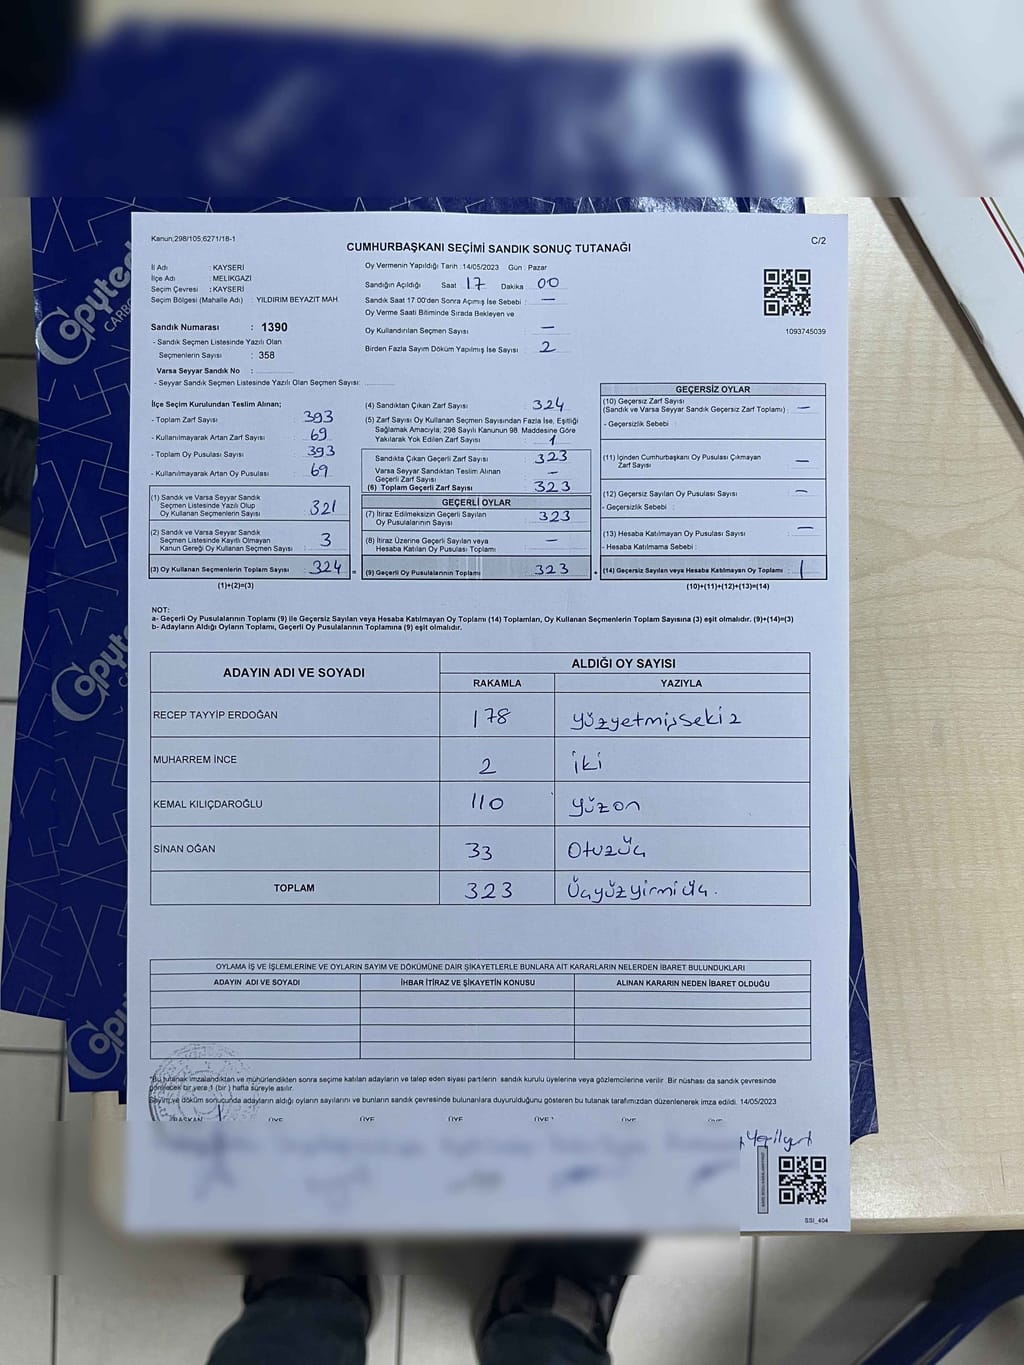 Copytech
CARBO
Copyte
CA
Copy
Kanun;298/105;6271/18-1
C/2
CUMHURBAŞKANI SEÇİMİ SANDIK SONUÇ TUTANAĞI
İl Adı : KAYSERİ
İlçe Adı : MELİKGAZİ
Seçim Çevresi : KAYSERİ
Seçim Bölgesi (Mahalle Adı) : YILDIRIM BEYAZIT MAH
Sandık Numarası : 1390
- Sandık Seçmen Listesinde Yazılı Olan
Seçmenlerin Sayısı : 358
Varsa Seyyar Sandık No :
- Seyyar Sandık Seçmen Listesinde Yazılı Olan Seçmen Sayısı:
Oy Vermenin Yapıldığı Tarih :14/05/2023 Gün : Pazar
Sandığın Açıldığı Saat 17 Dakika 00
Sandık Saat 17:00'den Sonra Açılmış İse Sebebi : —
Oy Verme Saati Bitiminde Sırada Bekleyen ve
Oy Kullandırılan Seçmen Sayısı : —
Birden Fazla Sayım Döküm Yapılmış İse Sayısı : 2
1093745039
İlçe Seçim Kurulundan Teslim Alınan;
- Toplam Zarf Sayısı : 393
- Kullanılmayarak Artan Zarf Sayısı : 69
- Toplam Oy Pusulası Sayısı : 393
- Kullanılmayarak Artan Oy Pusulası : 69
(1) Sandık ve Varsa Seyyar Sandık
Seçmen Listesinde Yazılı Olup
Oy Kullanan Seçmenlerin Sayısı : 321
(2) Sandık ve Varsa Seyyar Sandık
Seçmen Listesinde Kayıtlı Olmayan
Kanun Gereği Oy Kullanan Seçmen Sayısı : 3
(3) Oy Kullanan Seçmenlerin Toplam Sayısı : 324 =
(1)+(2)=(3)
(4) Sandıktan Çıkan Zarf Sayısı : 324
(5) Zarf Sayısı Oy Kullanan Seçmen Sayısından Fazla İse, Eşitliği
Sağlamak Amacıyla; 298 Sayılı Kanunun 98. Maddesine Göre
Yakılarak Yok Edilen Zarf Sayısı : 1
Sandıkta Çıkan Geçerli Zarf Sayısı : 323
Varsa Seyyar Sandıktan Teslim Alınan
Geçerli Zarf Sayısı : —
(6) Toplam Geçerli Zarf Sayısı : 323
GEÇERLİ OYLAR
(7) İtiraz Edilmeksizin Geçerli Sayılan
Oy Pusulalarının Sayısı : 323
(8) İtiraz Üzerine Geçerli Sayılan veya
Hesaba Katılan Oy Pusulası Toplamı : —
(9) Geçerli Oy Pusulalarının Toplamı : 323 +
GEÇERSİZ OYLAR
(10) Geçersiz Zarf Sayısı
(Sandık ve Varsa Seyyar Sandık Geçersiz Zarf Toplamı) : —
- Geçersizlik Sebebi :
(11) İçinden Cumhurbaşkanı Oy Pusulası Çıkmayan
Zarf Sayısı : —
(12) Geçersiz Sayılan Oy Pusulası Sayısı : —
- Geçersizlik Sebebi :
(13) Hesaba Katılmayan Oy Pusulası Sayısı : —
- Hesaba Katılmama Sebebi :
(14) Geçersiz Sayılan veya Hesaba Katılmayan Oy Toplamı : 1
(10)+(11)+(12)+(13)=(14)
NOT:
a- Geçerli Oy Pusulalarının Toplamı (9) ile Geçersiz Sayılan veya Hesaba Katılmayan Oy Toplamı (14) Toplamları, Oy Kullanan Seçmenlerin Toplam Sayısına (3) eşit olmalıdır. (9)+(14)=(3)
b- Adayların Aldığı Oyların Toplamı, Geçerli Oy Pusulalarının Toplamına (9) eşit olmalıdır.
ADAYIN ADI VE SOYADI ALDIĞI OY SAYISI
RAKAMLA YAZIYLA
RECEP TAYYİP ERDOĞAN 178 yüzyetmişsekiz
MUHARREM İNCE 2 iki
KEMAL KILIÇDAROĞLU 110 yüzon
SİNAN OĞAN 33 Otuzüç
TOPLAM 323 Üçyüzyirmiüç.
OYLAMA İŞ VE İŞLEMLERİNE VE OYLARIN SAYIM VE DÖKÜMÜNE DAİR ŞİKAYETLERLE BUNLARA AİT KARARLARIN NELERDEN İBARET BULUNDUKLARI
ADAYIN ADI VE SOYADI İHBAR İTİRAZ VE ŞİKAYETİN KONUSU ALINAN KARARIN NEDEN İBARET OLDUĞU
*Bu tutanak imzalandıktan ve mühürlendikten sonra seçime katılan adayların ve talep eden siyasi partilerin sandık kurulu üyelerine veya gözlemcilerine verilir. Bir nüshası da sandık çevresinde
görülecek bir yere 1 (bir ) hafta süreyle asılır.
Sayım ve döküm sonucunda adayların aldığı oyların sayılarını ve bunların sandık çevresinde bulunanlara duyurulduğunu gösteren bu tutanak tarafımızdan düzenlenerek imza edildi. 14/05/2023
BAŞKAN ÜYE ÜYE ÜYE ÜYE ÜYE ÜYE
SSI_404